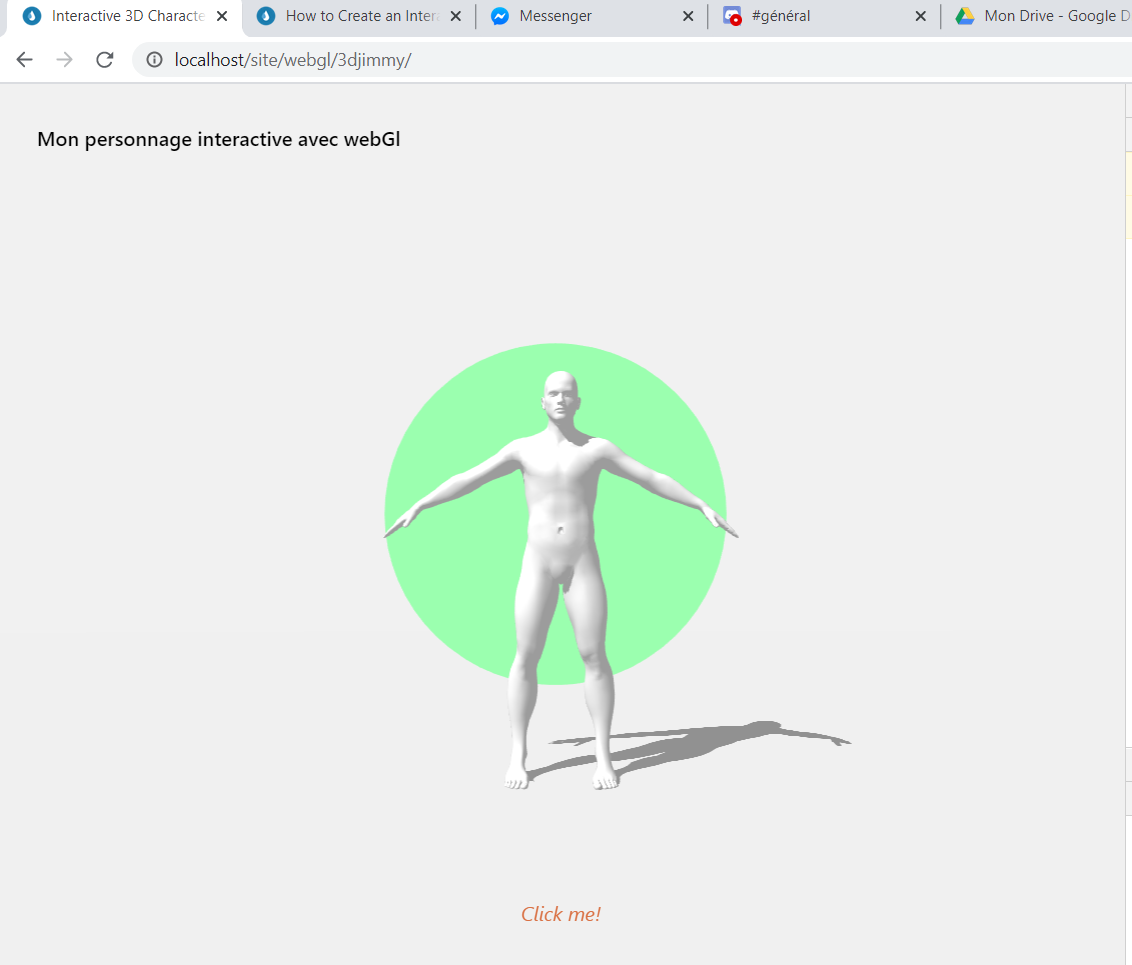 Interactive 3D Characte
How to Create an Inter
Messenger
#général
Mon Drive - Google D
localhost/site/webgl/3djimmy/
Mon personnage interactive avec webGl
Click me!